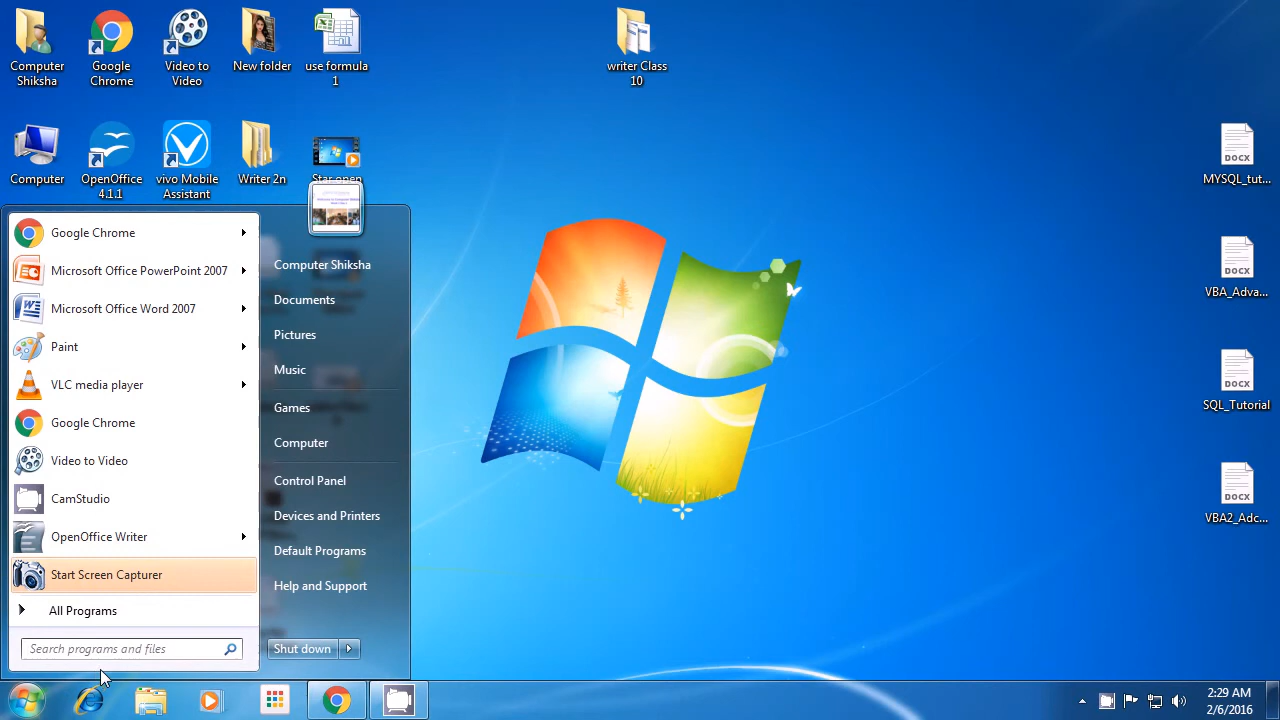 Computer
Shiksha
Google
Chrome
Video to
Video
New folder
use formula
1
writer Class
10
Computer
OpenOffice
4.1.1
vivo Mobile
Assistant
Writer 2n
Star open
MYSQL_tut...
VBA_Adva...
SQL_Tutorial
VBA2_Adc...
DOCX
DOCX
DOCX
DOCX
Google Chrome
Microsoft Office PowerPoint 2007
Microsoft Office Word 2007
Paint
VLC media player
Google Chrome
Video to Video
CamStudio
OpenOffice Writer
Start Screen Capturer
All Programs
Search programs and files
Computer Shiksha
Documents
Pictures
Music
Games
Computer
Control Panel
Devices and Printers
Default Programs
Help and Support
Shut down
2:29 AM
2/6/2016